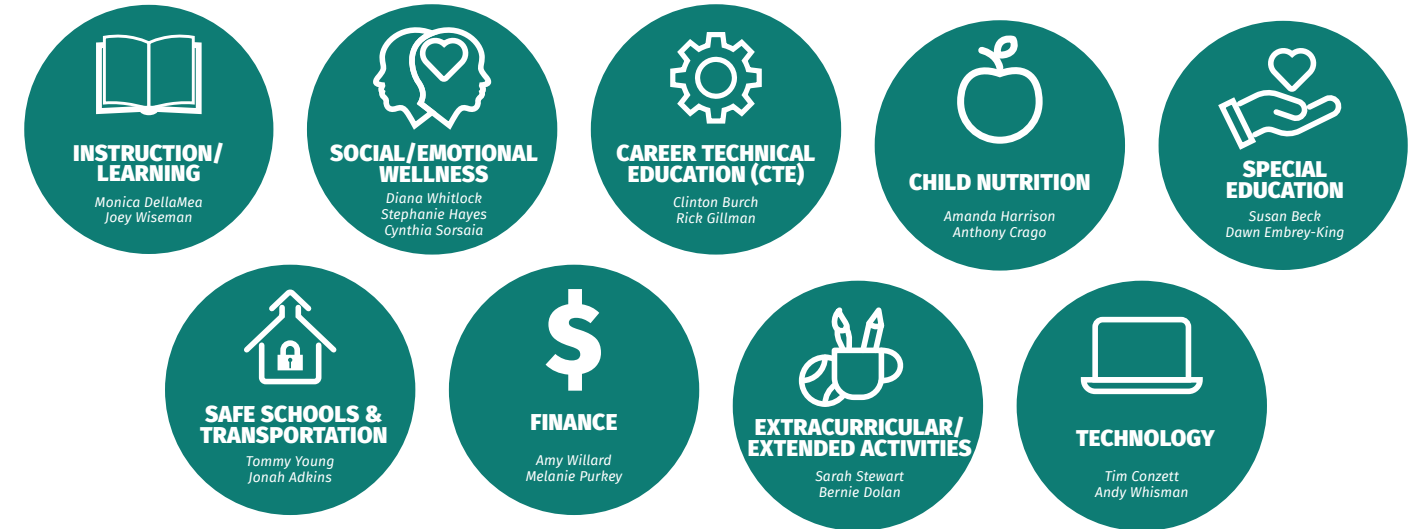 INSTRUCTION/
LEARNING
Monica DellaMea
Joey Wiseman
SOCIAL/EMOTIONAL
WELLNESS
Diana Whitlock
Stephanie Hayes
Cynthia Sorsaia
CAREER TECHNICAL
EDUCATION (CTE)
Clinton Burch
Rick Gillman
CHILD NUTRITION
Amanda Harrison
Anthony Crago
SPECIAL
EDUCATION
Susan Beck
Dawn Embrey-King
SAFE SCHOOLS &
TRANSPORTATION
Tommy Young
Jonah Adkins
FINANCE
Amy Willard
Melanie Purkey
EXTRACURRICULAR/
EXTENDED ACTIVITIES
Sarah Stewart
Bernie Dolan
TECHNOLOGY
Tim Conzett
Andy Whisman